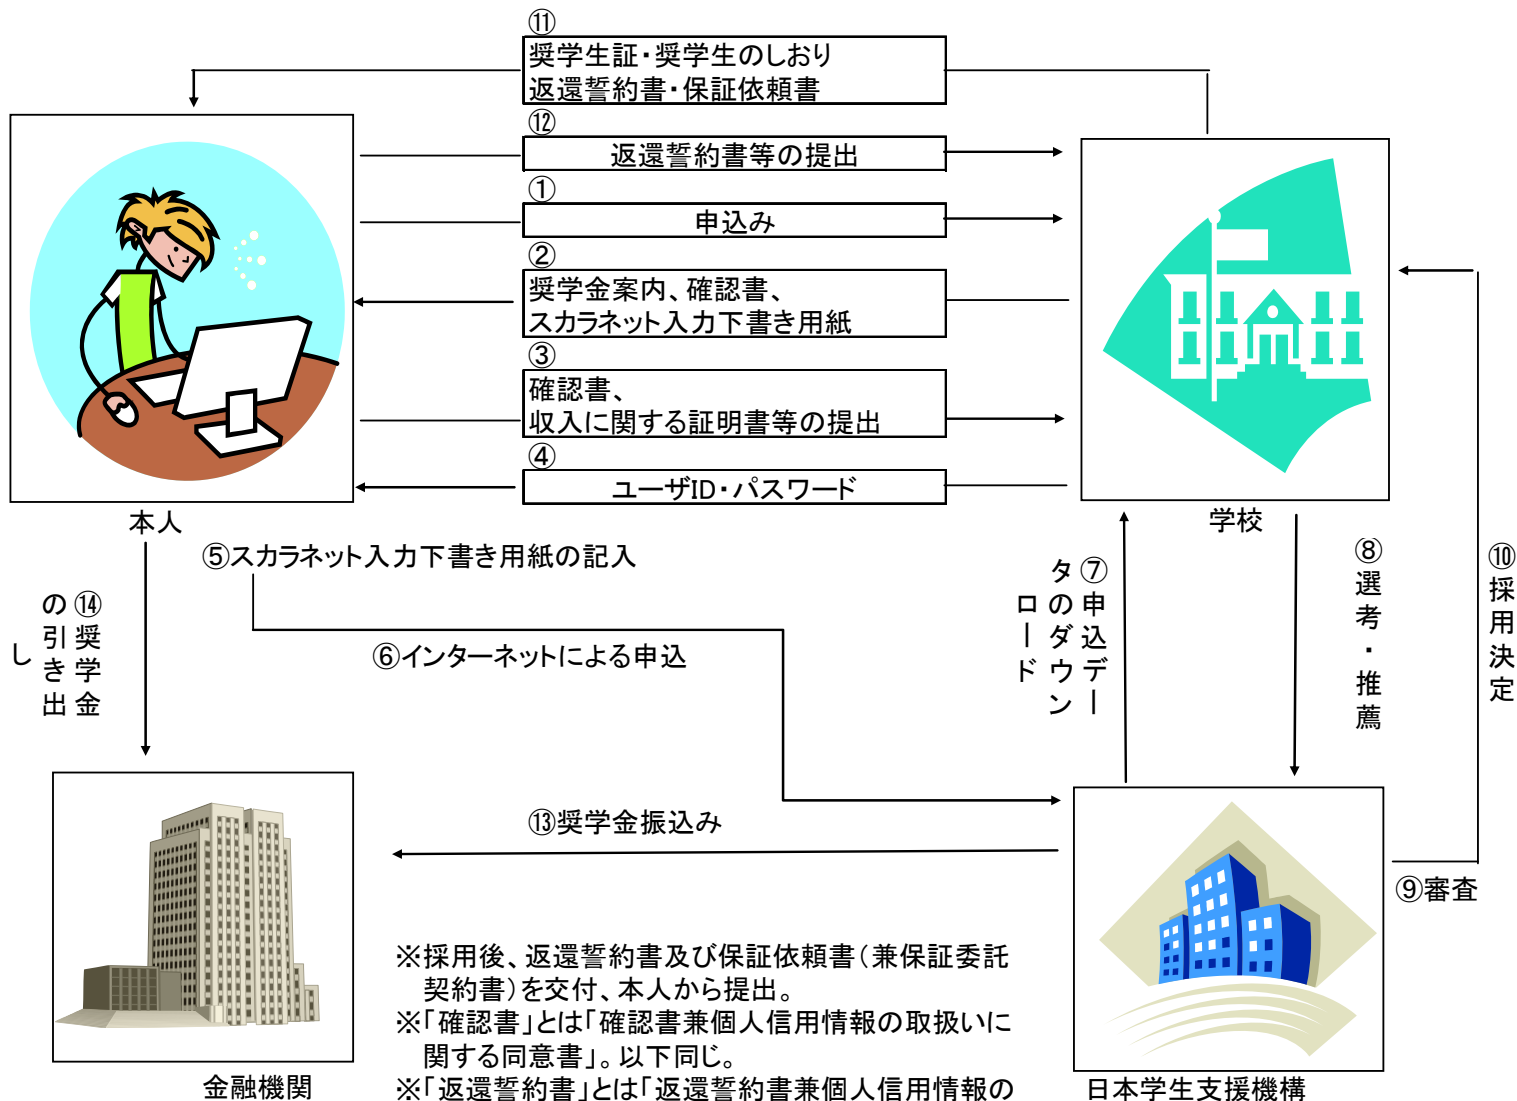 ⑪
奨学生証・奨学生のしおり
返還誓約書・保証依頼書
⑫
返還誓約書等の提出
①
申込み
②
奨学金案内、確認書、
スカラネット入力下書き用紙
③
確認書、
収入に関する証明書等の提出
④
ユーザID・パスワード
本人
学校
⑤スカラネット入力下書き用紙の記入
⑥インターネットによる申込
⑦申込デー
タのダウン
ロード
⑧選考・推薦
⑩採用決定
⑭奨学金
の引き出
し
⑬奨学金振込み
⑨審査
※採用後、返還誓約書及び保証依頼書(兼保証委託
契約書)を交付、本人から提出。
※「確認書」とは「確認書兼個人信用情報の取扱いに
関する同意書」。以下同じ。
※「返還誓約書」とは「返還誓約書兼個人信用情報の
金融機関
日本学生支援機構